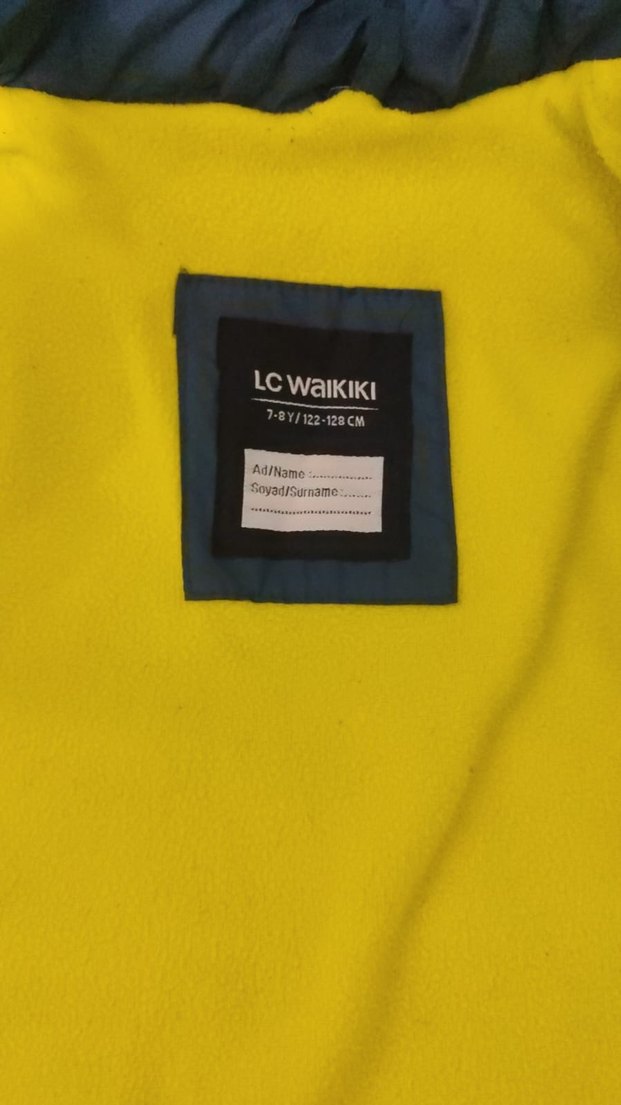 LC WAIKIKI
7-8 Y/ 122-128 CM
Ad/Name :..............
Soyad/Surname:.......
................................